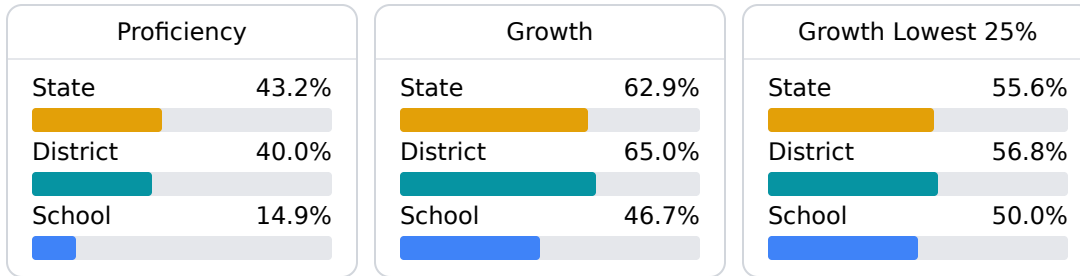 Proficiency
State 43.2%
District 40.0%
School 14.9%
Growth
State 62.9%
District 65.0%
School 46.7%
Growth Lowest 25%
State 55.6%
District 56.8%
School 50.0%